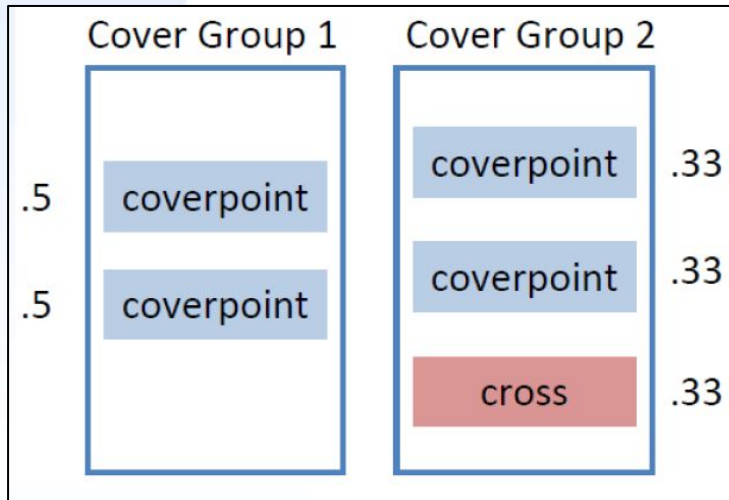 Cover Group 1
.5 coverpoint
.5 coverpoint
Cover Group 2
coverpoint .33
coverpoint .33
cross .33